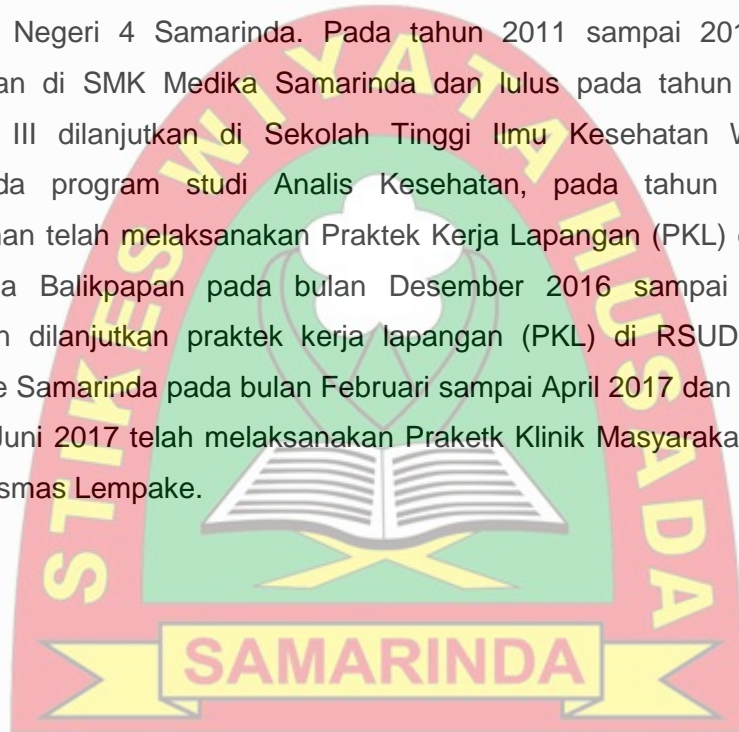 Negeri 4 Samarinda. Pada tahun 2011 sampai 201
an di SMK Medika Samarinda dan lulus pada tahun
III dilanjutkan di Sekolah Tinggi Ilmu Kesehatan W
da program studi Analis Kesehatan, pada tahun
nan telah melaksanakan Praktek Kerja Lapangan (PKL)
a Balikpapan pada bulan Desember 2016 sampai
n dilanjutkan praktek kerja lapangan (PKL) di RSUD
e Samarinda pada bulan Februari sampai April 2017 dan
Juni 2017 telah melaksanakan Praketk Klinik Masyaraka
smas Lempake.
STIKES WIYATA HUSADA
SAMARINDA